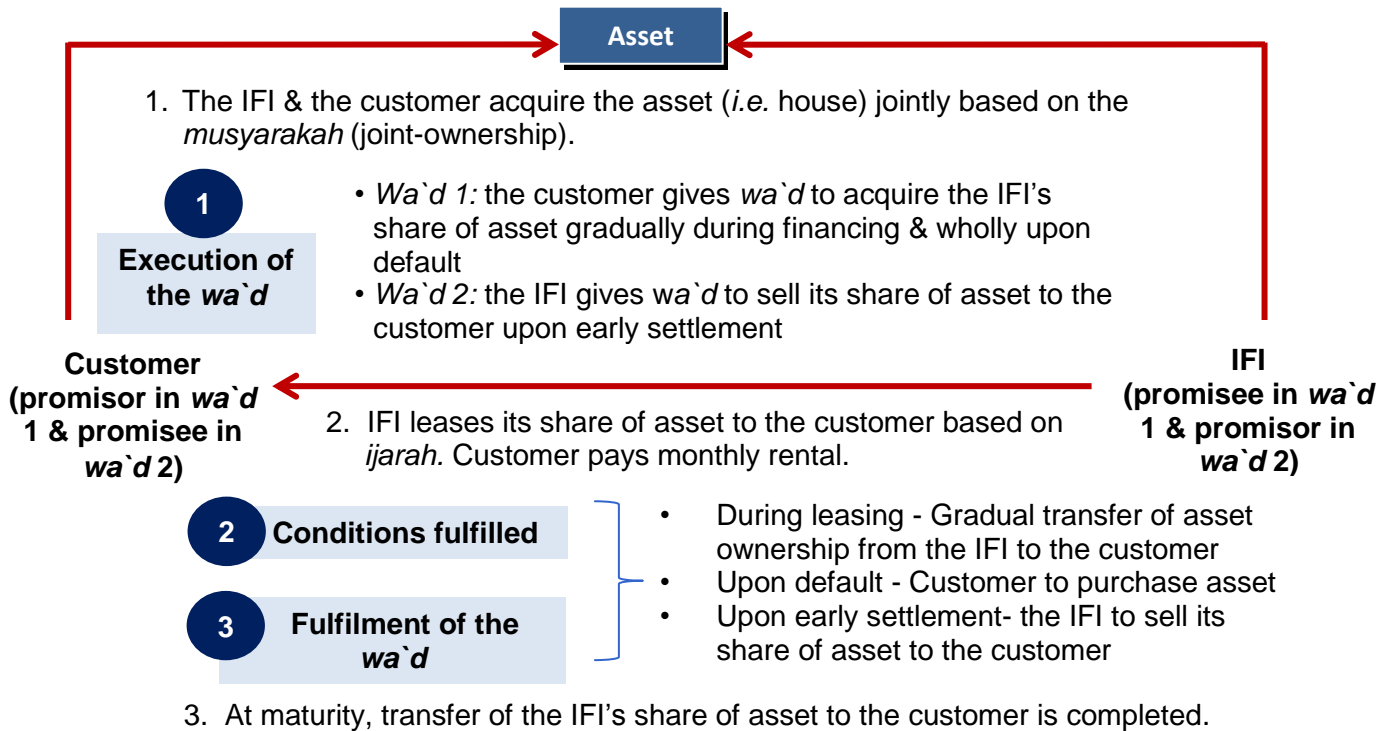 Asset
1. The IFI & the customer acquire the asset (i.e. house) jointly based on the
musyarakah (joint-ownership).
1
Execution of
the wa`d
• Wa`d 1: the customer gives wa`d to acquire the IFI's
share of asset gradually during financing & wholly upon
default
• Wa`d 2: the IFI gives wa`d to sell its share of asset to the
customer upon early settlement
Customer
(promisor in wa`d
1 & promisee in
wa`d 2)
IFI
(promisee in wa`d
1 & promisor in
wa`d 2)
2. IFI leases its share of asset to the customer based on
ijarah. Customer pays monthly rental.
2
Conditions fulfilled
3
Fulfilment of the
wa`d
• During leasing - Gradual transfer of asset
ownership from the IFI to the customer
• Upon default - Customer to purchase asset
• Upon early settlement- the IFI to sell its
share of asset to the customer
3. At maturity, transfer of the IFI's share of asset to the customer is completed.